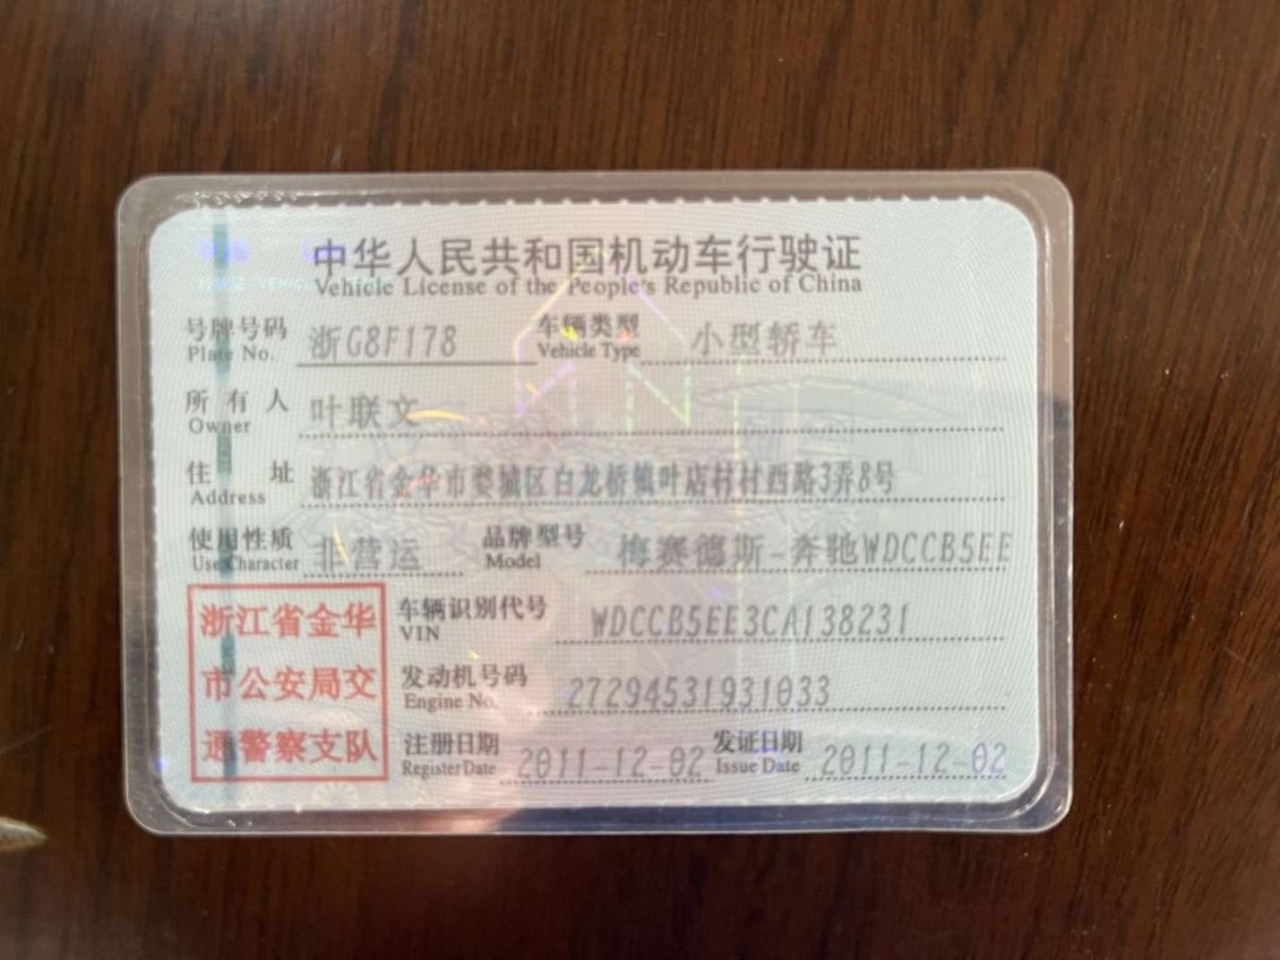 中华人民共和国机动车行驶证
Vehicle License of the People's Republic of China
号牌号码 浙G8F178 车辆类型 小型轿车
Plate No. Vehicle Type
所有人 叶联文
Owner
住址 浙江省金华市婺城区白龙桥镇叶店村村西路3弄8号
Address
使用性质 非营运 品牌型号 梅赛德斯-奔驰WDCCB5EE
Use Character Model
浙江省金华
市公安局交
通警察支队
车辆识别代号 WDCCB5EE3CA138231
VIN
发动机号码 27294531931033
Engine No.
注册日期 2011-12-02 发证日期 2011-12-02
Register Date Issue Date